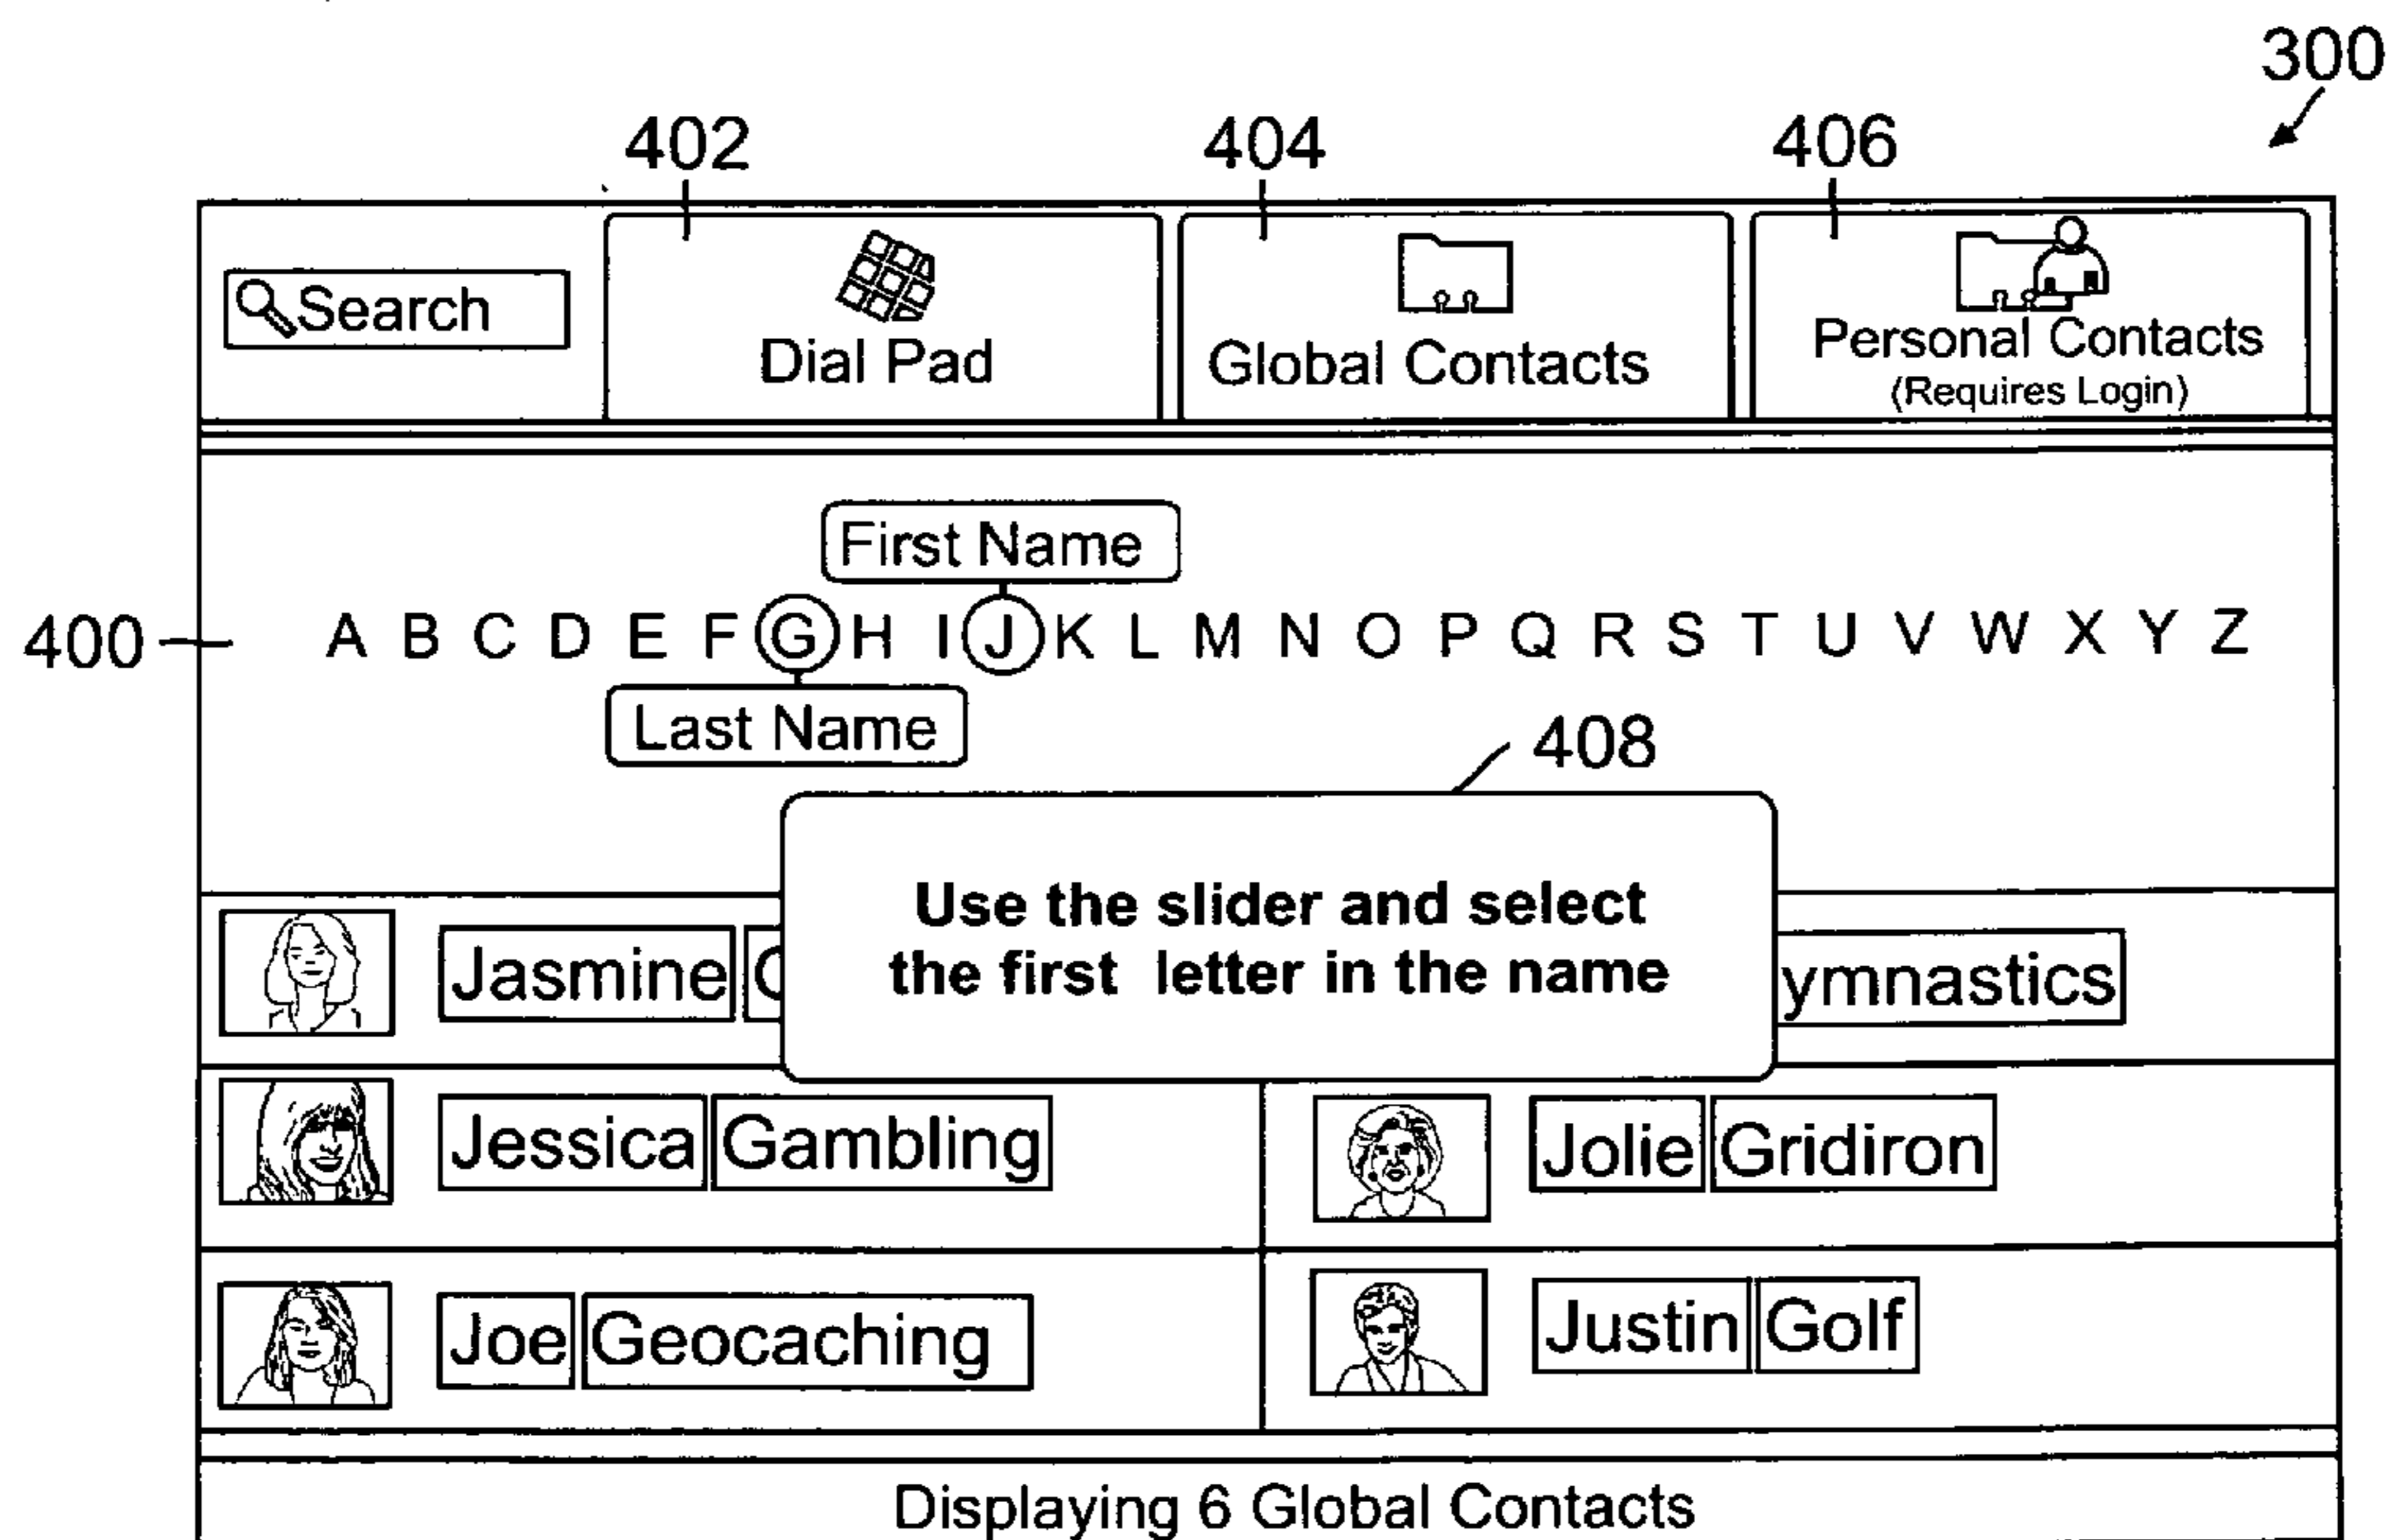 300
402 404 406
Search
Dial Pad
Global Contacts
Personal Contacts
(Requires Login)
First Name
400
A B C D E F G H I J K L M N O P Q R S T U V W X Y Z
Last Name
408
Use the slider and select
the first letter in the name
Jasmine ymnastics
Jessica Gambling Jolie Gridiron
Joe Geocaching Justin Golf
Displaying 6 Global Contacts